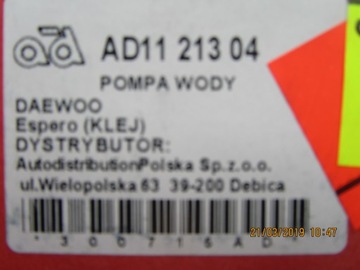 AD11 213 04
POMPA WODY
DAEWOO
Espero (KLEJ)
DYSTRYBUTOR:
AutodistributionPolska Sp.z.o.o.
ul.Wielopolska 63 39-200 Debica
*300715AD*
21/03/2019 10:47